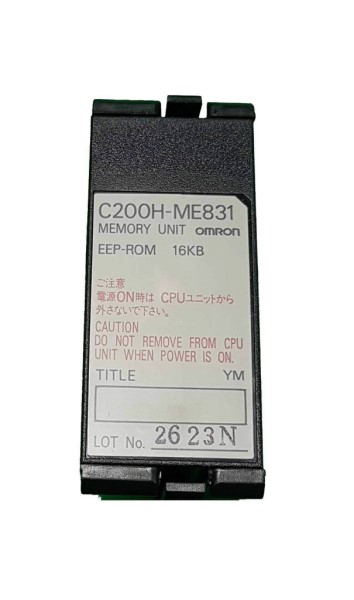 C200H-ME831
MEMORY UNIT OMRON
EEP-ROM 16KB
ご注意
電源ON時は CPUユニットから
外さないで下さい。
CAUTION
DO NOT REMOVE FROM CPU
UNIT WHEN POWER IS ON.
TITLE YM
LOT No. 2623N